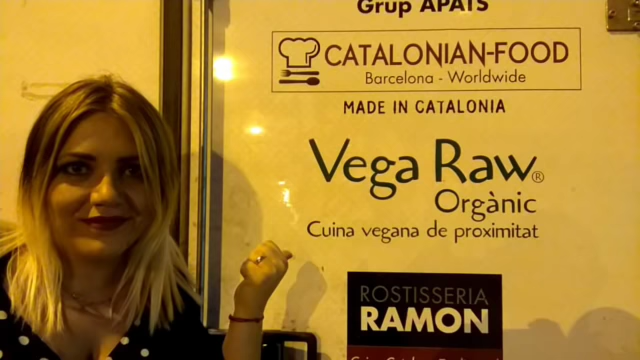 Grup APATS
CATALONIAN-FOOD
Barcelona - Worldwide
MADE IN CATALONIA
Vega Raw®
Orgànic
Cuina vegana de proximitat
ROSTISSERIA
RAMON